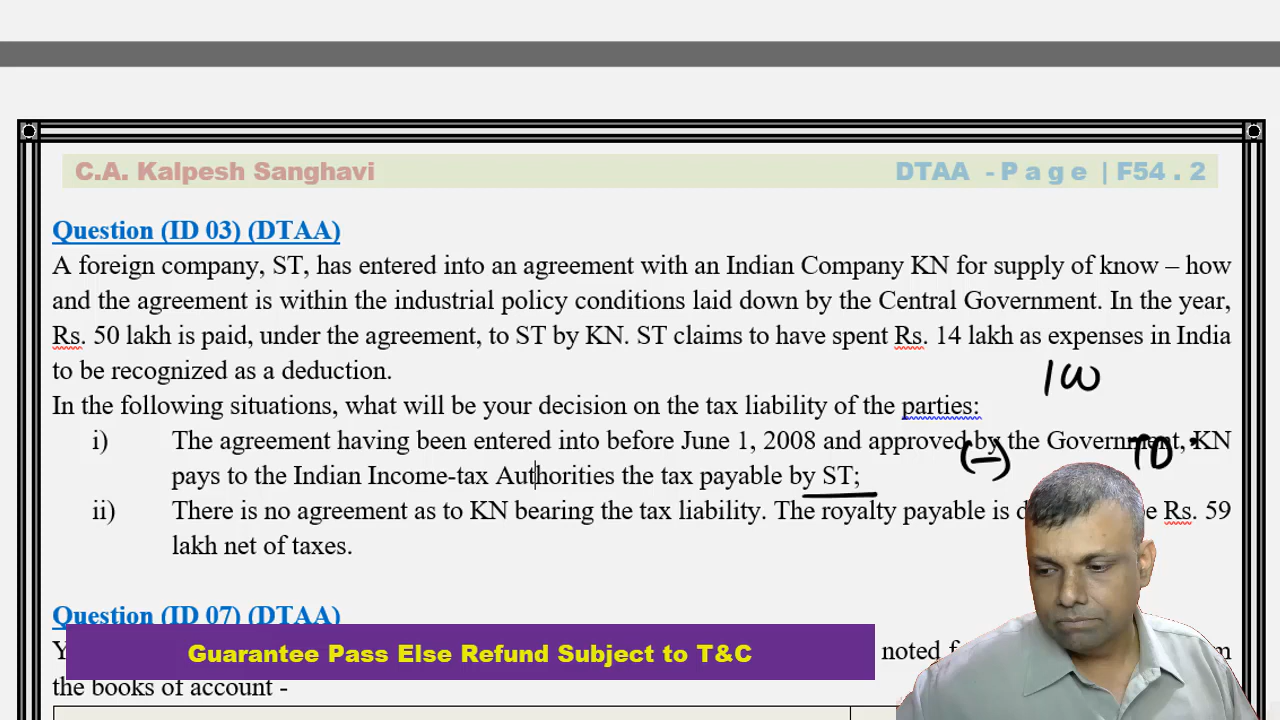 C.A. Kalpesh Sanghavi
DTAA - P a g e | F54 . 2
Question (ID 03) (DTAA)
A foreign company, ST, has entered into an agreement with an Indian Company KN for supply of know – how
and the agreement is within the industrial policy conditions laid down by the Central Government. In the year,
Rs. 50 lakh is paid, under the agreement, to ST by KN. ST claims to have spent Rs. 14 lakh as expenses in India
to be recognized as a deduction.
100
In the following situations, what will be your decision on the tax liability of the parties:
i) The agreement having been entered into before June 1, 2008 and approved by the Government, KN
(-)
pays to the Indian Income-tax Authorities the tax payable by ST;
ii) There is no agreement as to KN bearing the tax liability. The royalty payable is Rs. 59
lakh net of taxes.
Question (ID 07) (DTAA)
Guarantee Pass Else Refund Subject to T&C
noted
the books of account -